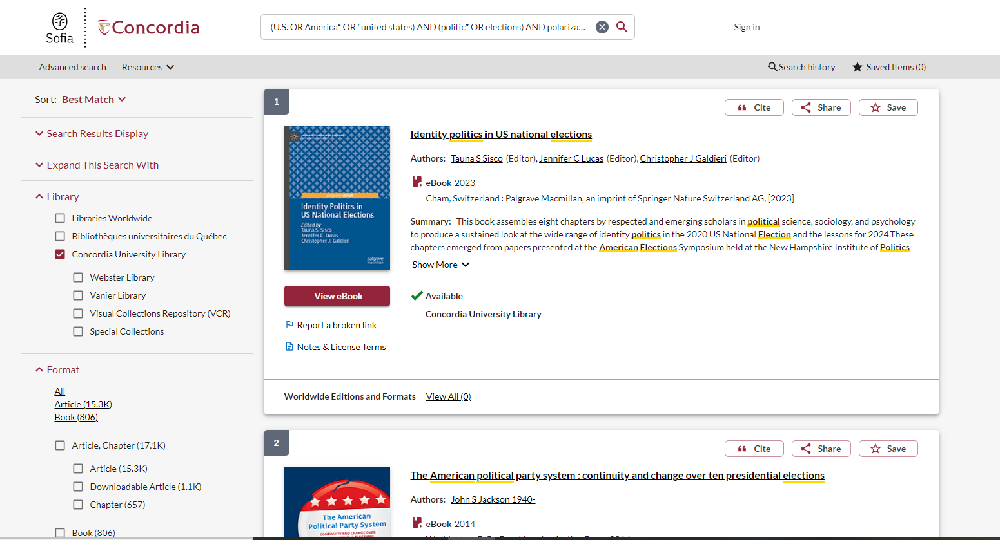 Sofia
Concordia
(U.S. OR America* OR "united states) AND (politic* OR elections) AND polariza...
Sign in
Advanced search
Resources
Search history
Saved Items (0)
Sort: Best Match
Search Results Display
Expand This Search With
Library
Libraries Worldwide
Bibliothèques universitaires du Québec
Concordia University Library
Webster Library
Vanier Library
Visual Collections Repository (VCR)
Special Collections
Format
All
Article (15.3K)
Book (806)
Article, Chapter (17.1K)
Article (15.3K)
Downloadable Article (1.1K)
Chapter (657)
Book (806)
1
Cite
Share
Save
Identity Politics in
US National Elections
Edited by
Tauna S. Sisco
Jennifer C. Lucas
Christopher J. Galdieri
palgrave
macmillan
Identity politics in US national elections
Authors: Tauna S Sisco (Editor), Jennifer C Lucas (Editor), Christopher J Galdieri (Editor)
eBook 2023
Cham, Switzerland : Palgrave Macmillan, an imprint of Springer Nature Switzerland AG, [2023]
Summary: This book assembles eight chapters by respected and emerging scholars in political science, sociology, and psychology
to produce a sustained look at the wide range of identity politics in the 2020 US National Election and the lessons for 2024.These
chapters emerged from papers presented at the American Elections Symposium held at the New Hampshire Institute of Politics
Show More
View eBook
Available
Concordia University Library
Report a broken link
Notes & License Terms
Worldwide Editions and Formats View All (0)
2
Cite
Share
Save
The American
Political Party System
CONTINUITY AND CHANGE OVER
The American political party system : continuity and change over ten presidential elections
Authors: John S Jackson 1940-
eBook 2014